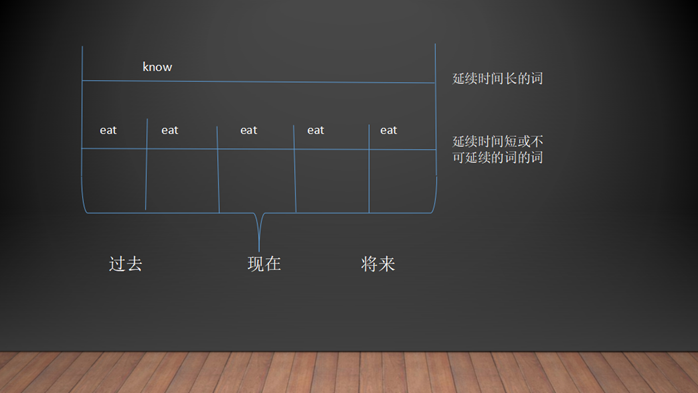 know
延续时间长的词
eat eat eat eat eat
延续时间短或不
可延续的词的词
过去 现在 将来